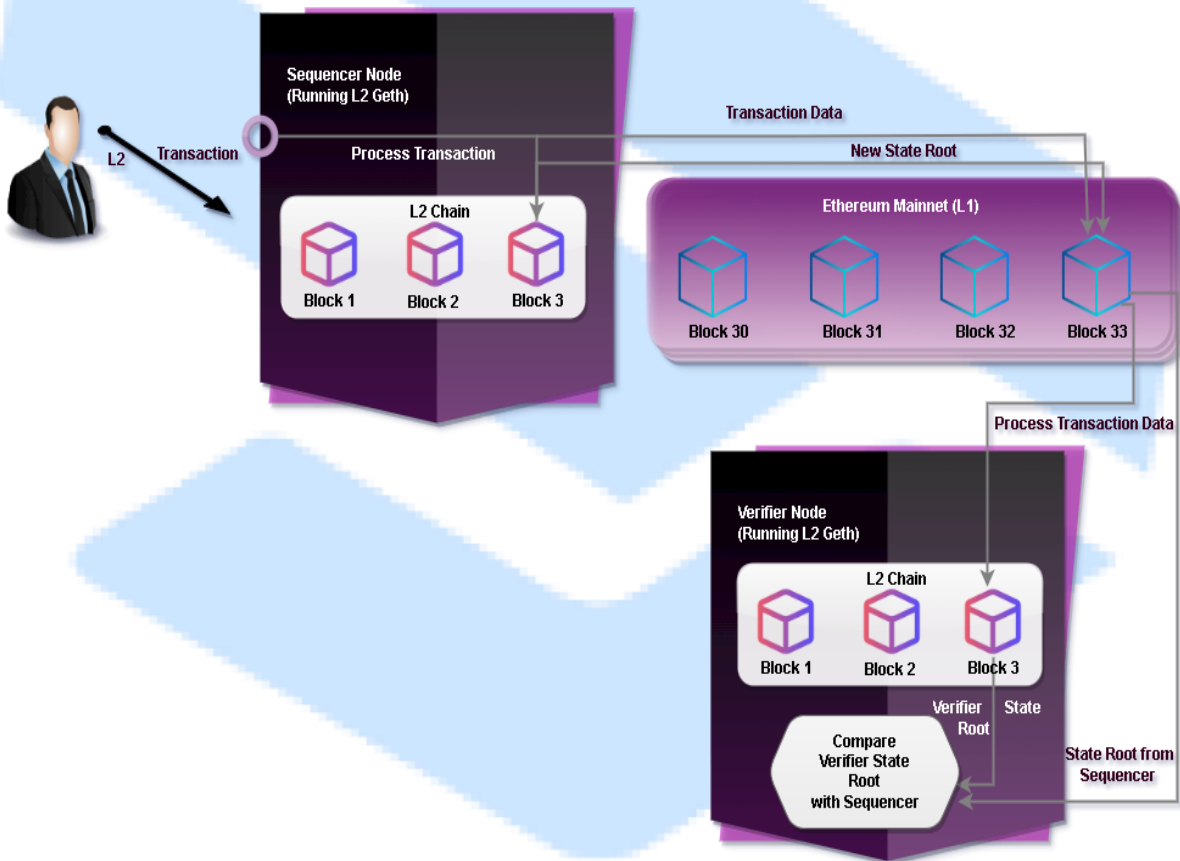 Sequencer Node
(Running L2 Geth)
Transaction Data
L2
Transaction
Process Transaction
New State Root
L2 Chain
Block 1
Block 2
Block 3
Ethereum Mainnet (L1)
Block 30
Block 31
Block 32
Block 33
Process Transaction Data
Verifier Node
(Running L2 Geth)
L2 Chain
Block 1
Block 2
Block 3
Verifier State
Root
Compare
Verifier State
Root
with Sequencer
State Root from
Sequencer